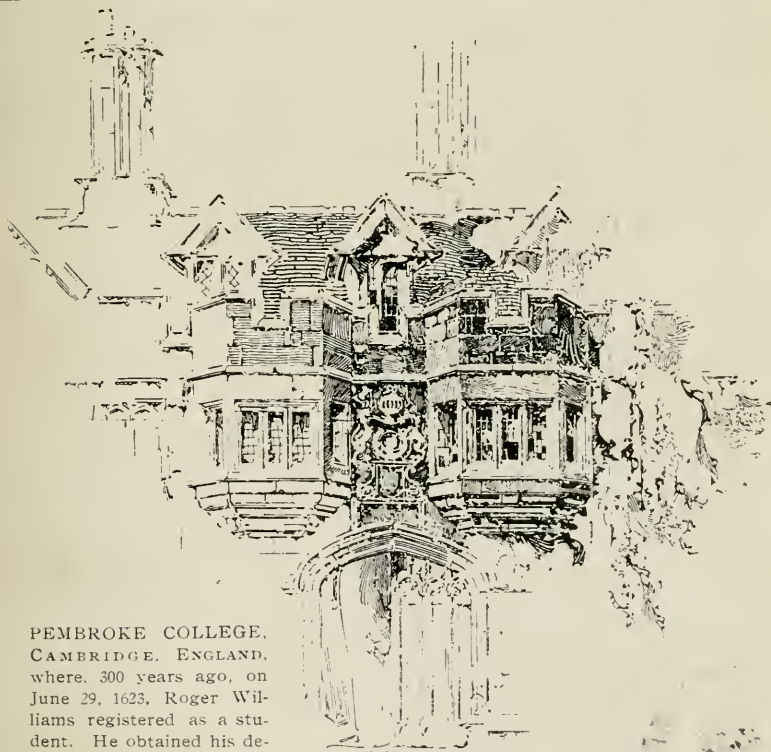 PEMBROKE COLLEGE,
CAMBRIDGE, ENGLAND,
where, 300 years ago, on
June 29, 1623, Roger Wil-
liams registered as a stu-
dent. He obtained his de-